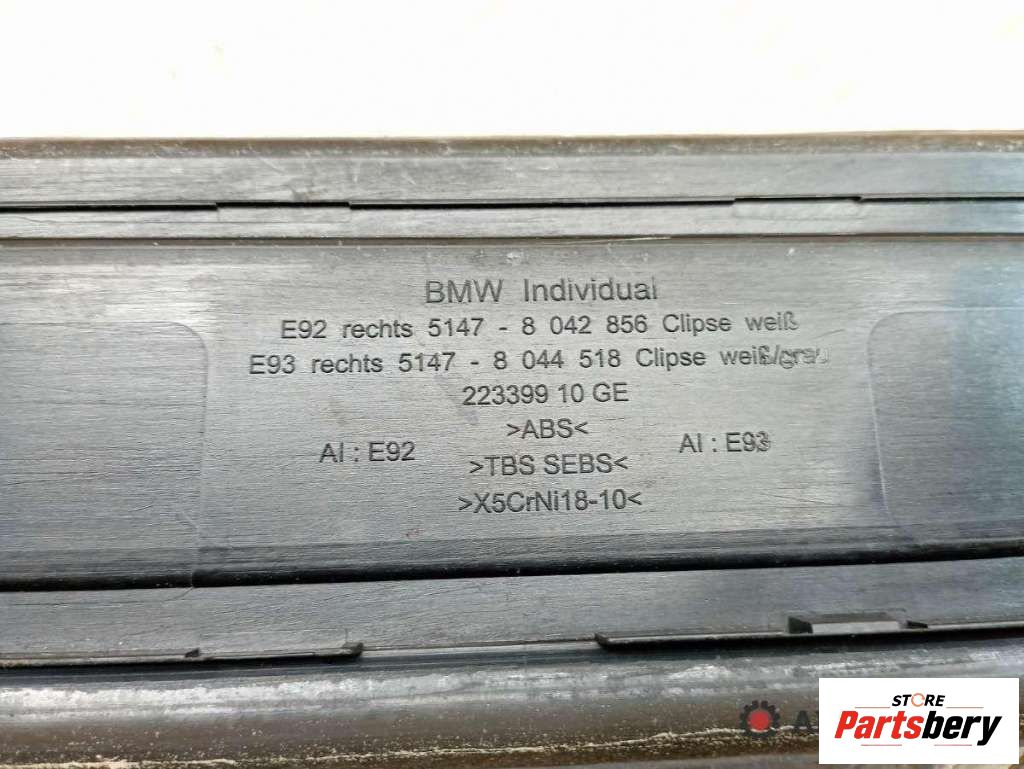 BMW Individual
E92 rechts 5147 - 8 042 856 Clipse weiß
E93 rechts 5147 - 8 044 518 Clipse weiß/grau
223399 10 GE
>ABS<
AI : E92
AI : E93
>TBS SEBS<
>X5CrNi18-10<
STORE
Partsbery